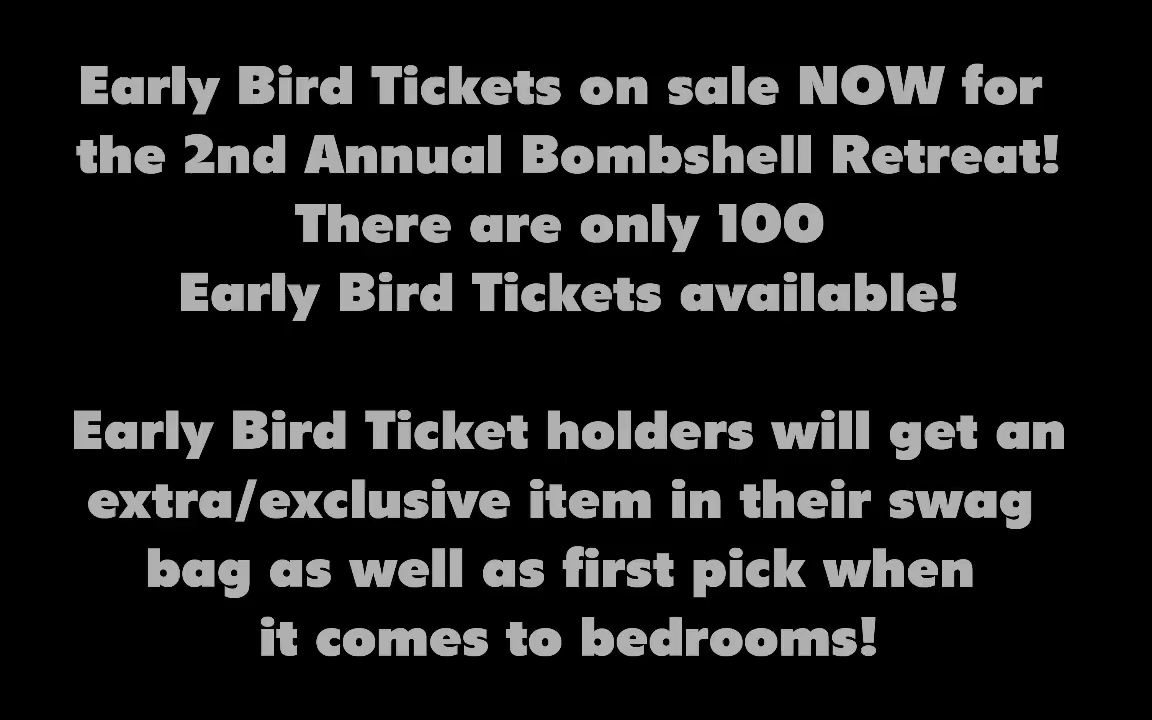 Early Bird Tickets on sale NOW for
the 2nd Annual Bombshell Retreat!
There are only 100
Early Bird Tickets available!
Early Bird Ticket holders will get an
extra/exclusive item in their swag
bag as well as first pick when
it comes to bedrooms!